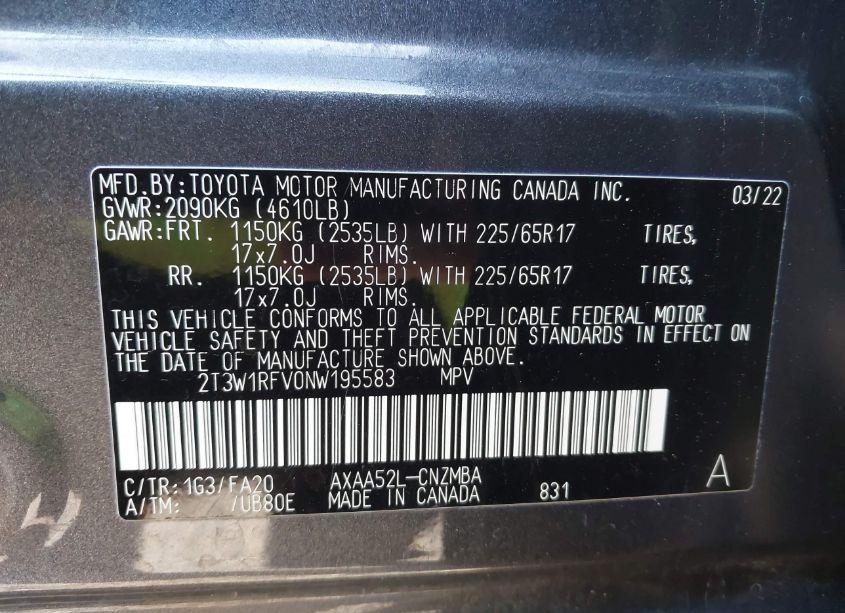 MFD.BY:TOYOTA MOTOR MANUFACTURING CANADA INC. 03/22
GVWR:2090KG (4610LB)
GAWR:FRT. 1150KG (2535LB) WITH 225/65R17 TIRES,
17x7.0J RIMS.
RR. 1150KG (2535LB) WITH 225/65R17 TIRES,
17x7.0J RIMS.
THIS VEHICLE CONFORMS TO ALL APPLICABLE FEDERAL MOTOR
VEHICLE SAFETY AND THEFT PREVENTION STANDARDS IN EFFECT ON
THE DATE OF MANUFACTURE SHOWN ABOVE.
2T3W1RFV0NW195583 MPV
C/TR:1G3/FA20 AXAA52L-CNZMBA A
A/TM: /UB80E MADE IN CANADA 831
4